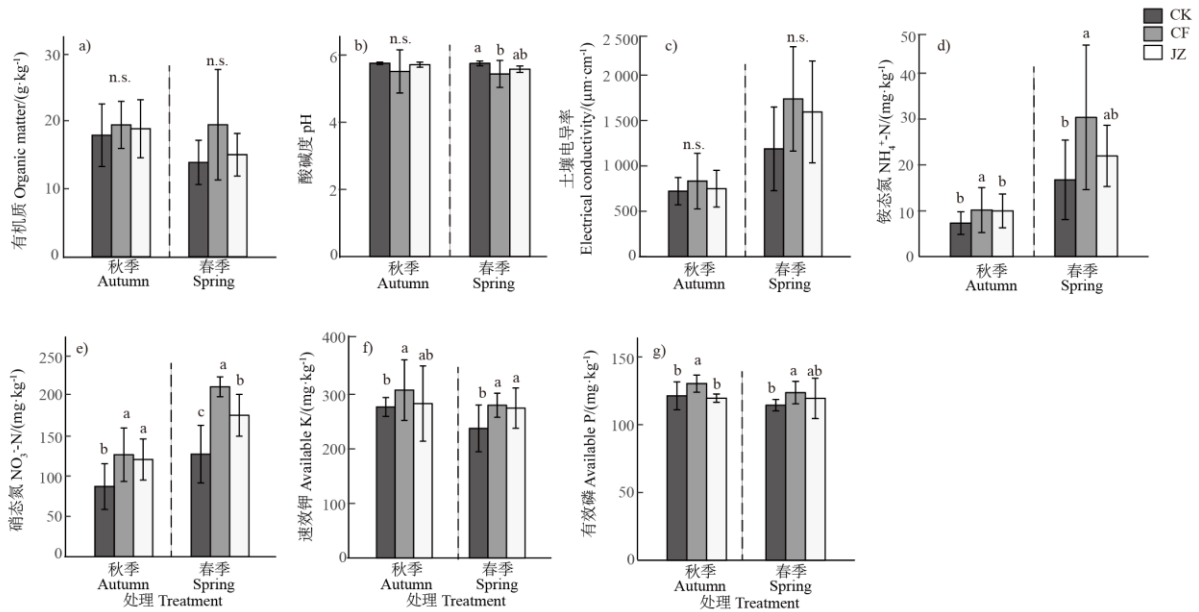 CK
CF
JZ
a)
有机质 Organic matter/(g·kg⁻¹)
30
20
10
0
n.s.
n.s.
秋季
Autumn
春季
Spring
b)
酸碱度 pH
6
4
2
0
n.s.
a
b
ab
秋季
Autumn
春季
Spring
c)
土壤电导率
Electrical conductivity/(μm·cm⁻¹)
2 500
2 000
1 500
1 000
500
0
n.s.
n.s.
秋季
Autumn
春季
Spring
d)
铵态氮 NH₄⁺-N/(mg·kg⁻¹)
50
40
30
20
10
0
b
a
b
b
a
ab
秋季
Autumn
春季
Spring
e)
硝态氮 NO₃⁻-N/(mg·kg⁻¹)
250
200
150
100
50
0
b
a
a
c
a
b
秋季
Autumn
春季
Spring
处理 Treatment
f)
速效钾 Available K/(mg·kg⁻¹)
400
300
200
100
0
b
a
ab
b
a
a
秋季
Autumn
春季
Spring
处理 Treatment
g)
有效磷 Available P/(mg·kg⁻¹)
150
100
50
0
b
a
b
b
a
ab
秋季
Autumn
春季
Spring
处理 Treatment